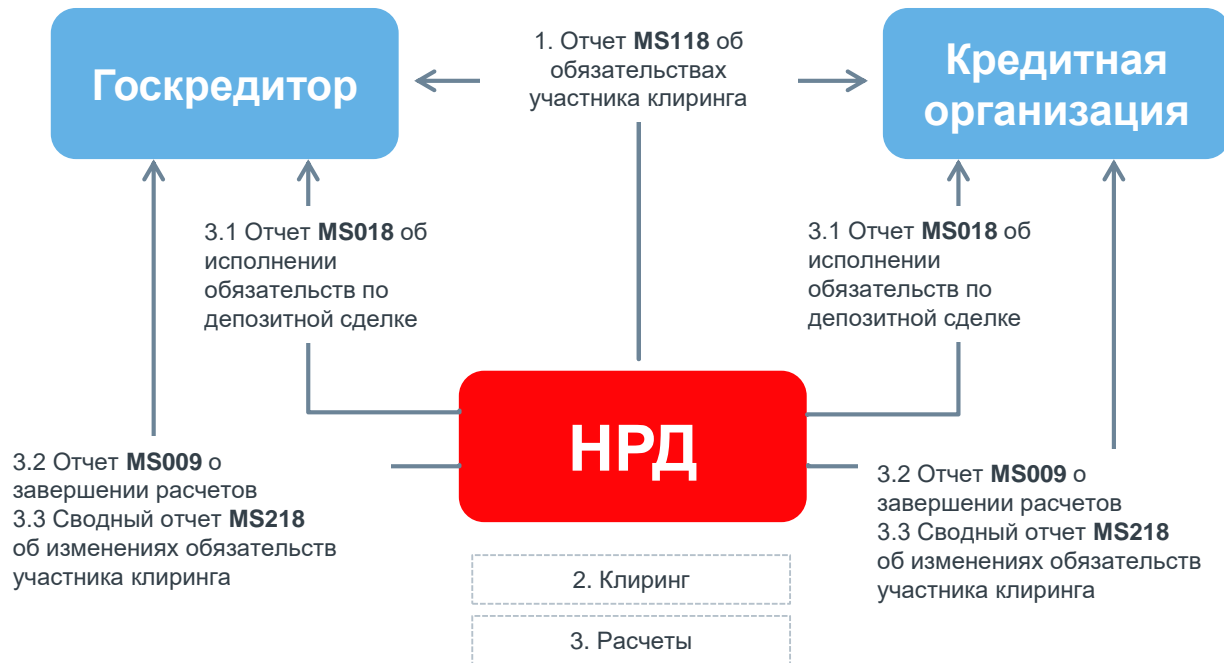 Госкредитор
1. Отчет MS118 об
обязательствах
участника клиринга
Кредитная
организация
3.1 Отчет MS018 об
исполнении
обязательств по
депозитной сделке
3.1 Отчет MS018 об
исполнении
обязательств по
депозитной сделке
НРД
3.2 Отчет MS009 о
завершении расчетов
3.3 Сводный отчет MS218
об изменениях обязательств
участника клиринга
3.2 Отчет MS009 о
завершении расчетов
3.3 Сводный отчет MS218
об изменениях обязательств
участника клиринга
2. Клиринг
3. Расчеты